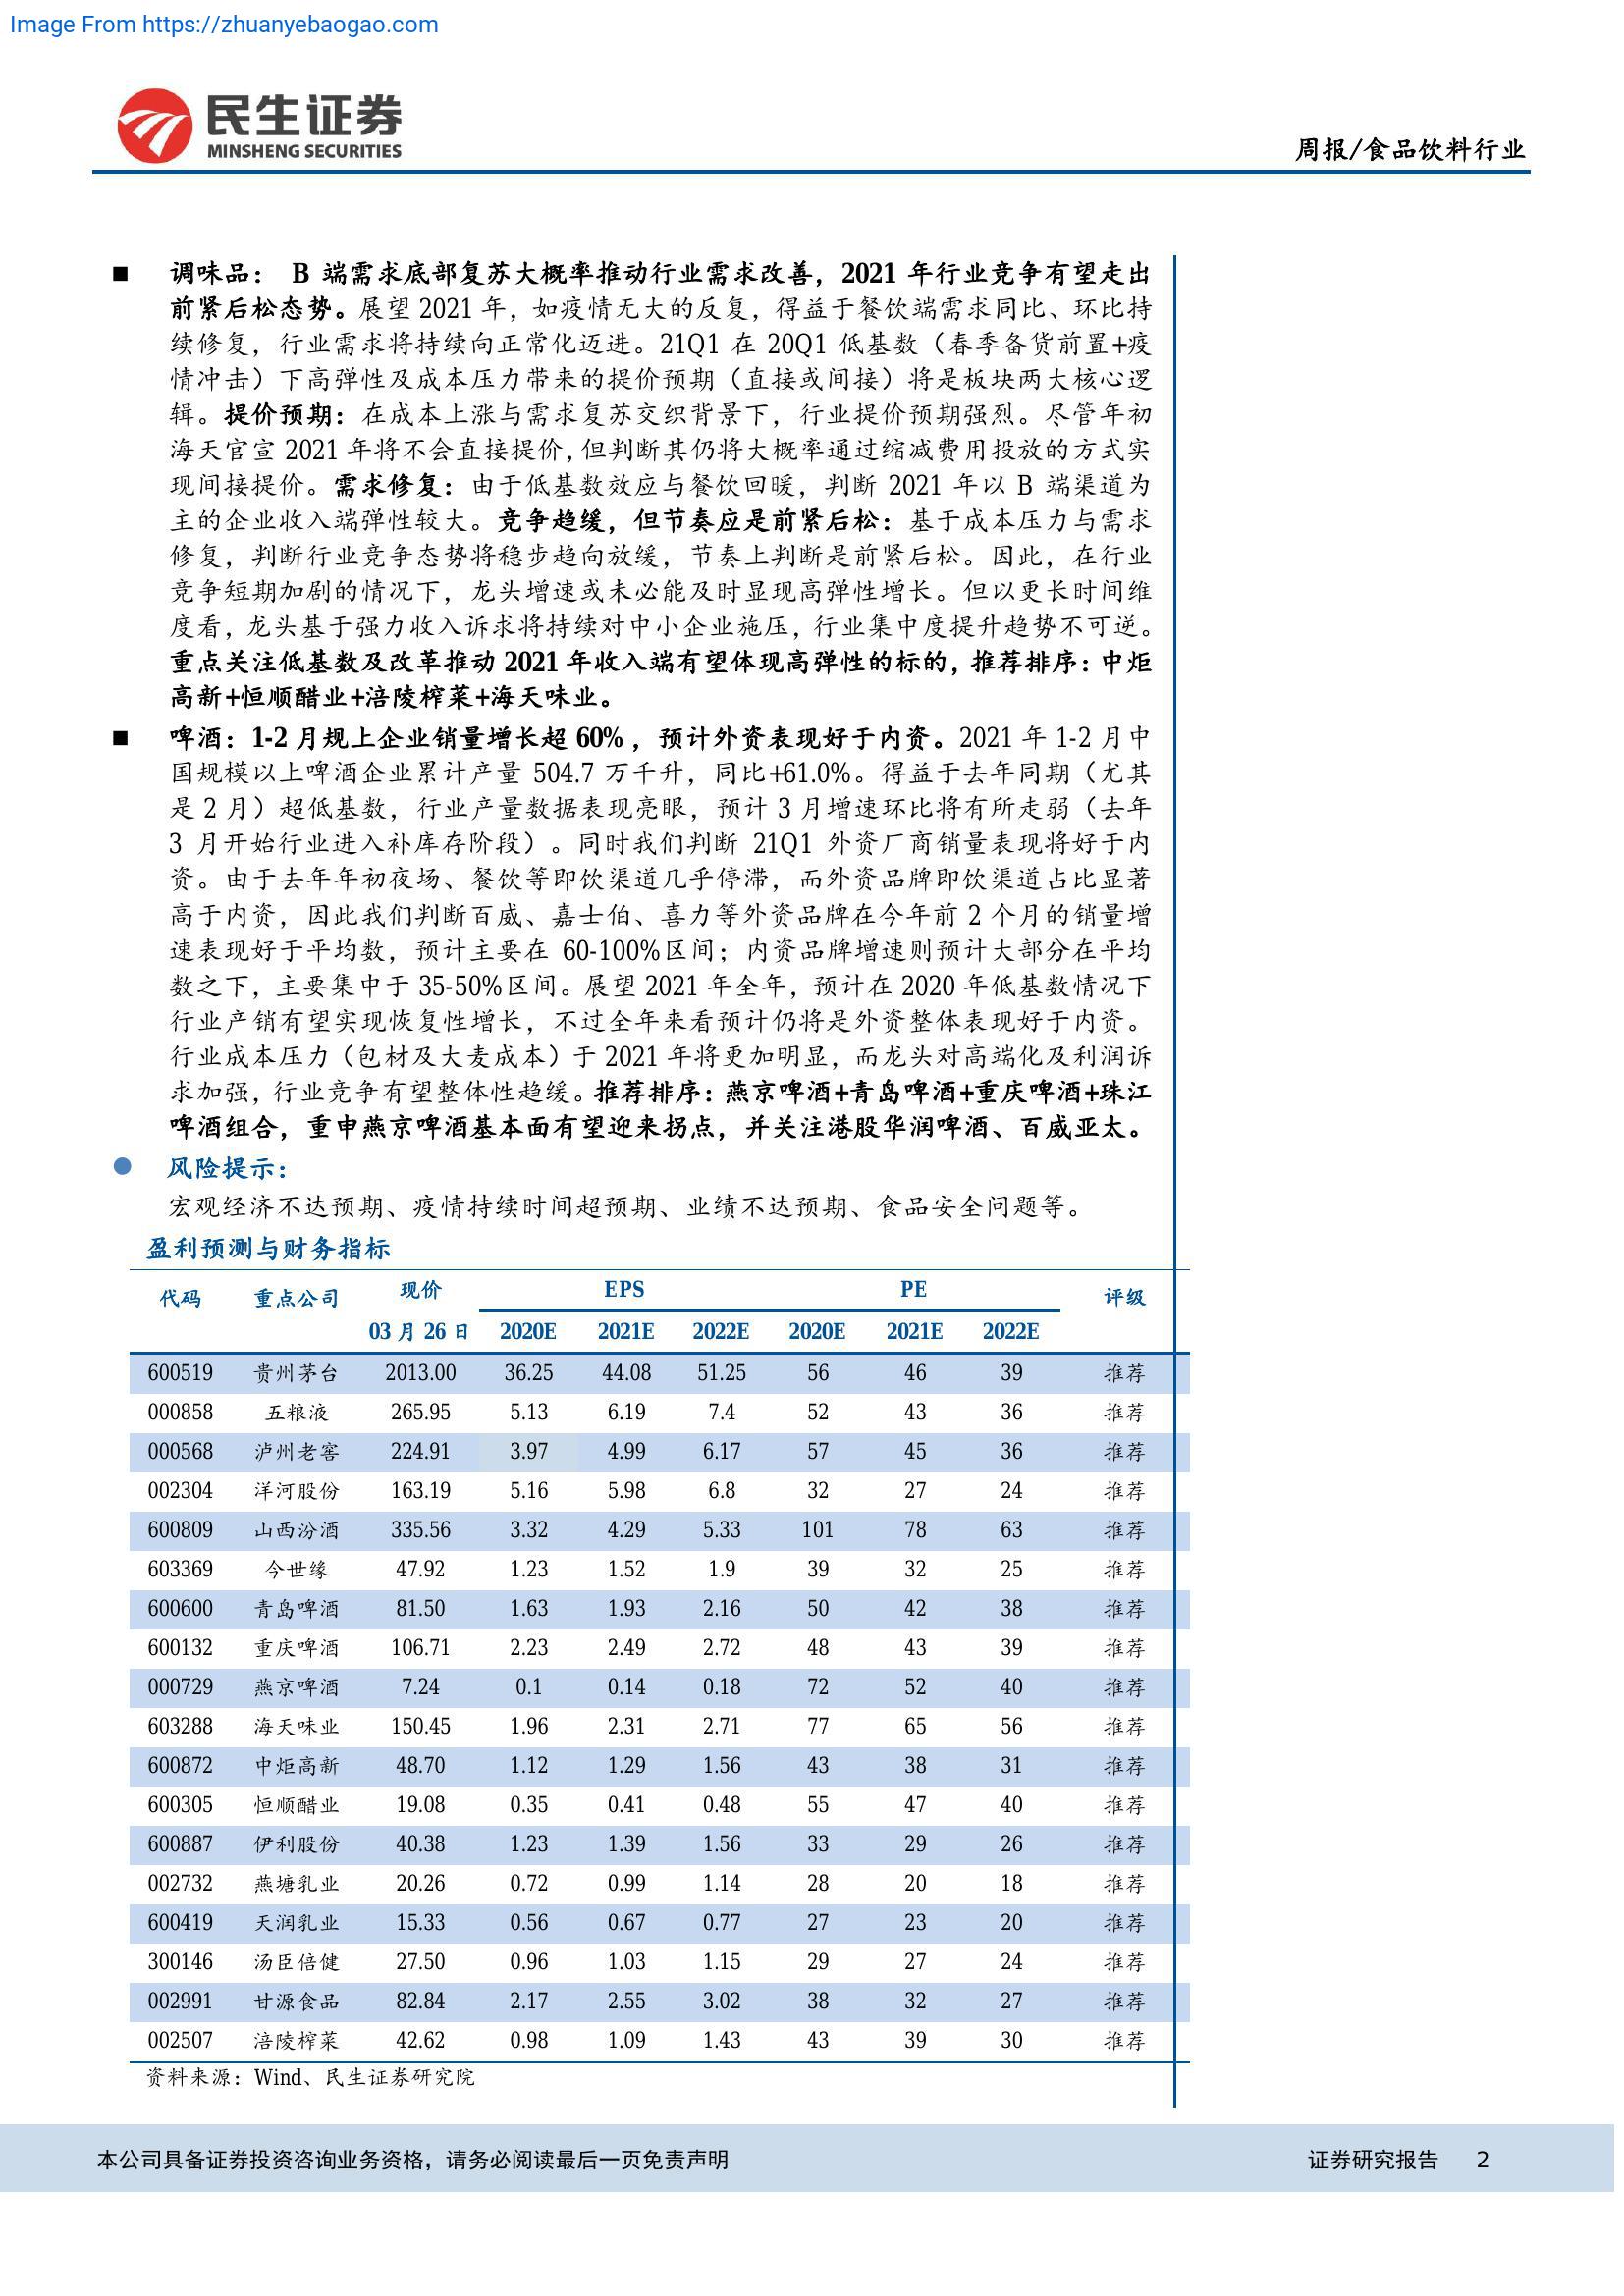 Image From https://zhuanyebaogao.com
民生证券
MINSHENG SECURITIES
周报/食品饮料行业
■ 调味品： B 端需求底部复苏大概率推动行业需求改善，2021 年行业竞争有望走出
前紧后松态势。展望 2021 年，如疫情无大的反复，得益于餐饮端需求同比、环比持
续修复，行业需求将持续向正常化迈进。21Q1 在 20Q1 低基数（春季备货前置+疫
情冲击）下高弹性及成本压力带来的提价预期（直接或间接）将是板块两大核心逻
辑。提价预期：在成本上涨与需求复苏交织背景下，行业提价预期强烈。尽管年初
海天官宣 2021 年将不会直接提价，但判断其仍将大概率通过缩减费用投放的方式实
现间接提价。需求修复：由于低基数效应与餐饮回暖，判断 2021 年以 B 端渠道为
主的企业收入端弹性较大。竞争趋缓，但节奏应是前紧后松：基于成本压力与需求
修复，判断行业竞争态势将稳步趋向放缓，节奏上判断是前紧后松。因此，在行业
竞争短期加剧的情况下，龙头增速或未必能及时显现高弹性增长。但以更长时间维
度看，龙头基于强力收入诉求将持续对中小企业施压，行业集中度提升趋势不可逆。
重点关注低基数及改革推动 2021 年收入端有望体现高弹性的标的，推荐排序：中炬
高新+恒顺醋业+涪陵榨菜+海天味业。
■ 啤酒：1-2 月规上企业销量增长超 60%，预计外资表现好于内资。2021 年 1-2 月中
国规模以上啤酒企业累计产量 504.7 万千升，同比+61.0%。得益于去年同期（尤其
是 2 月）超低基数，行业产量数据表现亮眼，预计 3 月增速环比将有所走弱（去年
3 月开始行业进入补库存阶段）。同时我们判断 21Q1 外资厂商销量表现将好于内
资。由于去年年初夜场、餐饮等即饮渠道几乎停滞，而外资品牌即饮渠道占比显著
高于内资，因此我们判断百威、嘉士伯、喜力等外资品牌在今年前 2 个月的销量增
速表现好于平均数，预计主要在 60-100%区间；内资品牌增速则预计大部分在平均
数之下，主要集中于 35-50%区间。展望 2021 年全年，预计在 2020 年低基数情况下
行业产销有望实现恢复性增长，不过全年来看预计仍将是外资整体表现好于内资。
行业成本压力（包材及大麦成本）于 2021 年将更加明显，而龙头对高端化及利润诉
求加强，行业竞争有望整体性趋缓。推荐排序：燕京啤酒+青岛啤酒+重庆啤酒+珠江
啤酒组合，重申燕京啤酒基本面有望迎来拐点，并关注港股华润啤酒、百威亚太。
● 风险提示：
宏观经济不达预期、疫情持续时间超预期、业绩不达预期、食品安全问题等。
盈利预测与财务指标
代码 重点公司 现价 EPS PE 评级
03 月 26 日 2020E 2021E 2022E 2020E 2021E 2022E
600519 贵州茅台 2013.00 36.25 44.08 51.25 56 46 39 推荐
000858 五粮液 265.95 5.13 6.19 7.4 52 43 36 推荐
000568 泸州老窖 224.91 3.97 4.99 6.17 57 45 36 推荐
002304 洋河股份 163.19 5.16 5.98 6.8 32 27 24 推荐
600809 山西汾酒 335.56 3.32 4.29 5.33 101 78 63 推荐
603369 今世缘 47.92 1.23 1.52 1.9 39 32 25 推荐
600600 青岛啤酒 81.50 1.63 1.93 2.16 50 42 38 推荐
600132 重庆啤酒 106.71 2.23 2.49 2.72 48 43 39 推荐
000729 燕京啤酒 7.24 0.1 0.14 0.18 72 52 40 推荐
603288 海天味业 150.45 1.96 2.31 2.71 77 65 56 推荐
600872 中炬高新 48.70 1.12 1.29 1.56 43 38 31 推荐
600305 恒顺醋业 19.08 0.35 0.41 0.48 55 47 40 推荐
600887 伊利股份 40.38 1.23 1.39 1.56 33 29 26 推荐
002732 燕塘乳业 20.26 0.72 0.99 1.14 28 20 18 推荐
600419 天润乳业 15.33 0.56 0.67 0.77 27 23 20 推荐
300146 汤臣倍健 27.50 0.96 1.03 1.15 29 27 24 推荐
002991 甘源食品 82.84 2.17 2.55 3.02 38 32 27 推荐
002507 涪陵榨菜 42.62 0.98 1.09 1.43 43 39 30 推荐
资料来源：Wind、民生证券研究院
本公司具备证券投资咨询业务资格，请务必阅读最后一页免责声明 证券研究报告 2